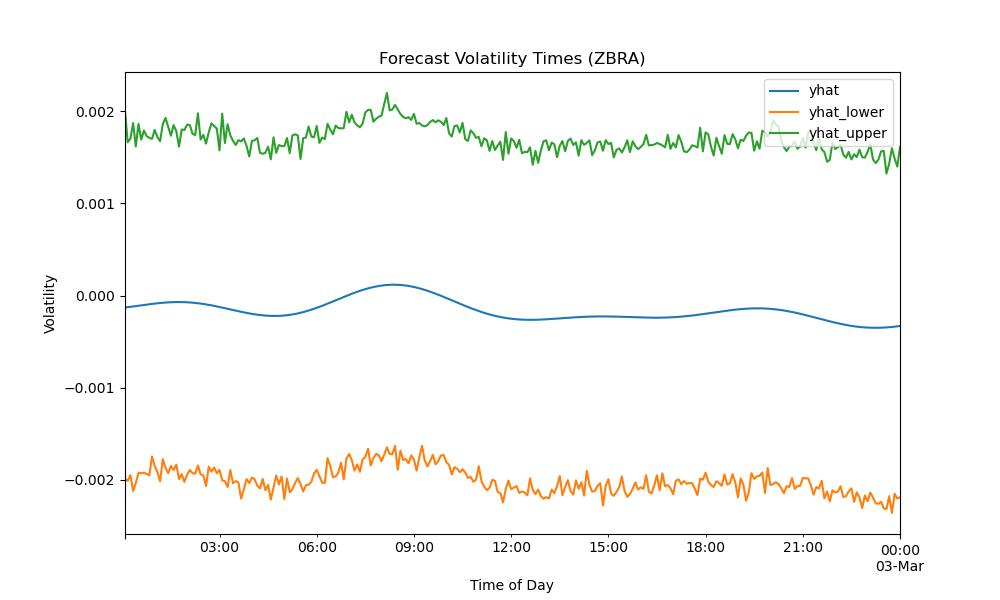 Forecast Volatility Times (ZBRA)
yhat
yhat_lower
yhat_upper
0.002
0.001
0.000
−0.001
−0.002
Volatility
03:00
06:00
09:00
12:00
15:00
18:00
21:00
00:00
03-Mar
Time of Day